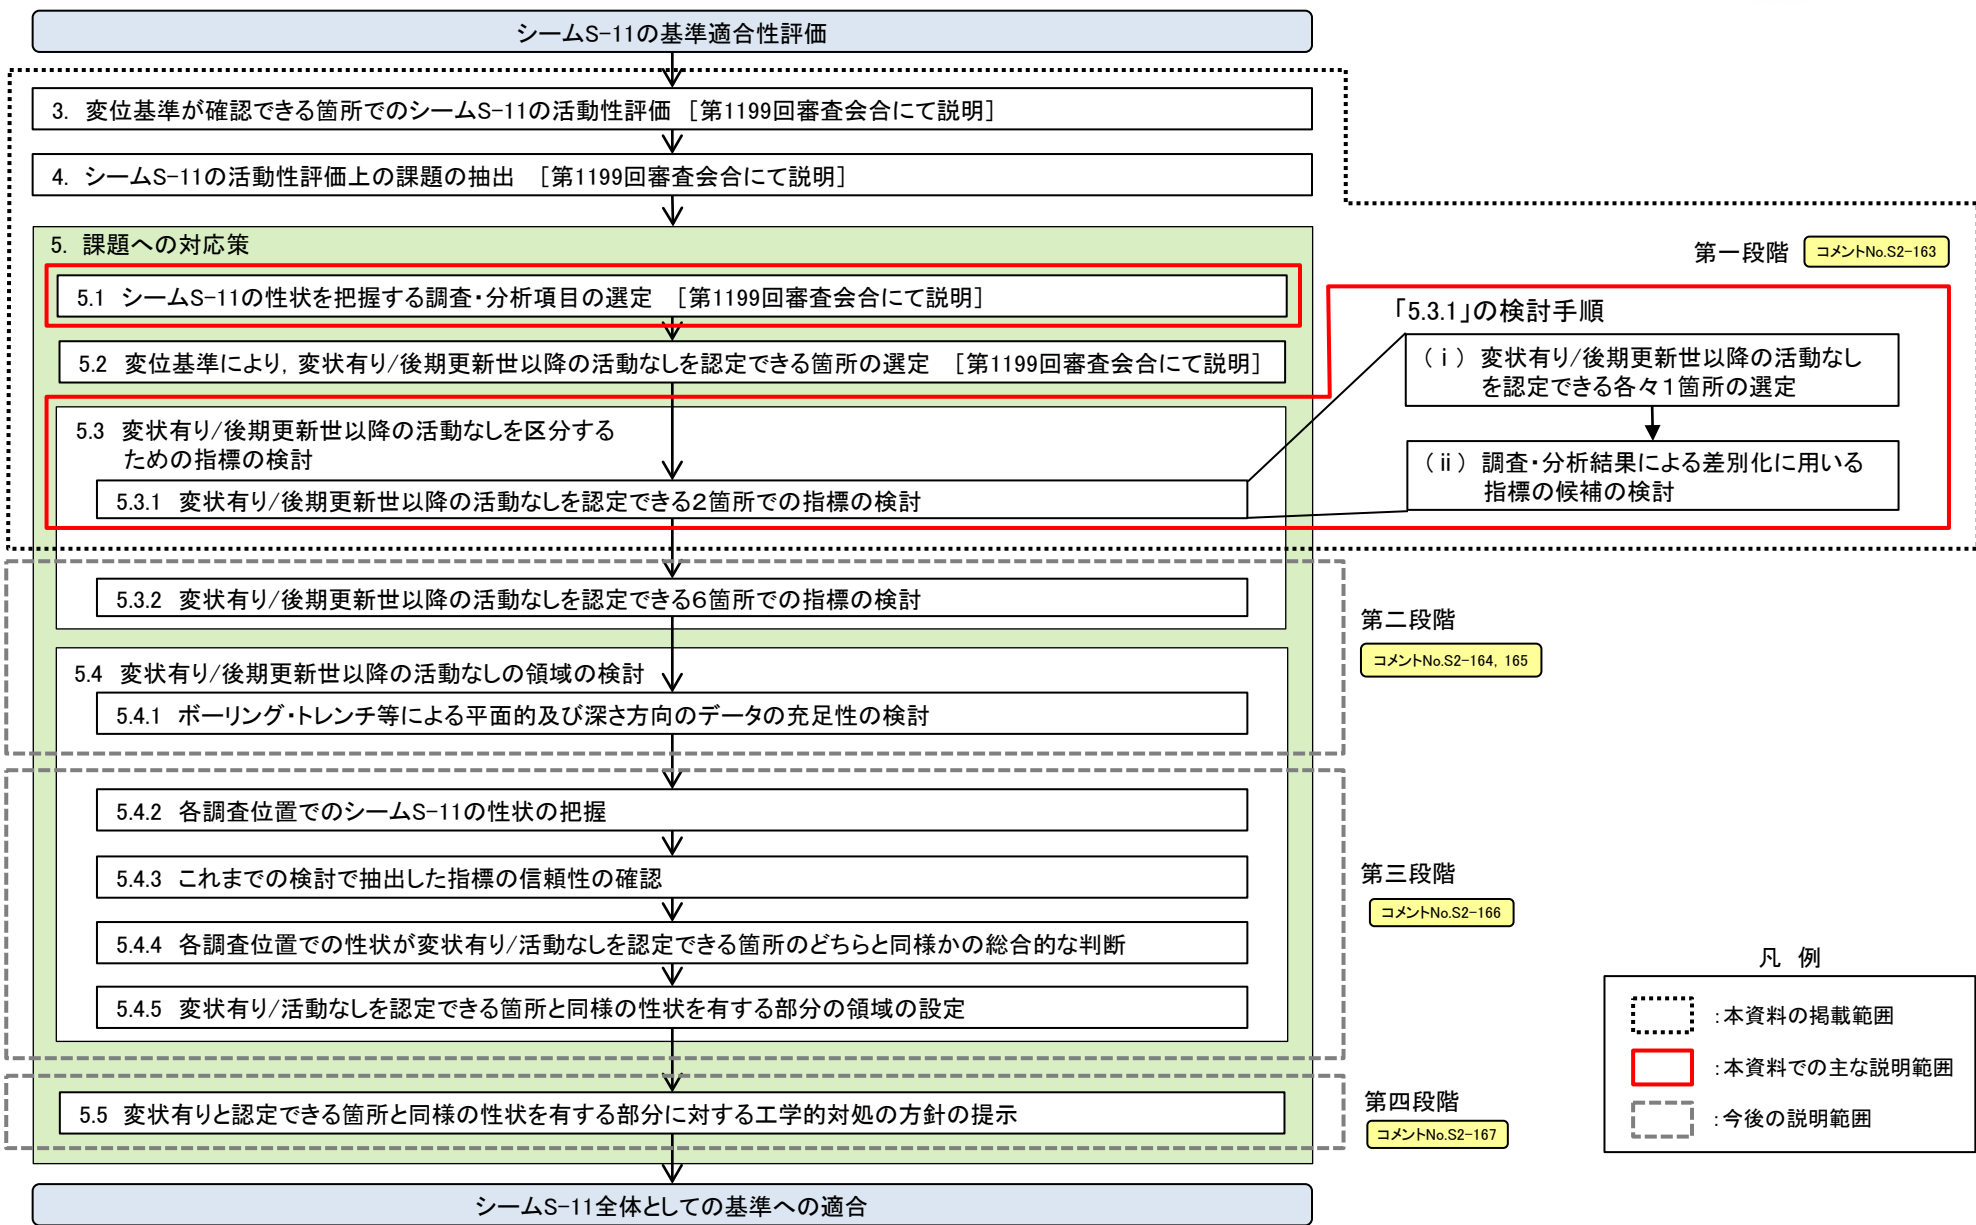 シームS-11の基準適合性評価
3. 変位基準が確認できる箇所でのシームS-11の活動性評価 [第1199回審査会合にて説明]
4. シームS-11の活動性評価上の課題の抽出 [第1199回審査会合にて説明]
5. 課題への対応策
第一段階 コメントNo.S2-163
5.1 シームS-11の性状を把握する調査・分析項目の選定 [第1199回審査会合にて説明]
5.2 変位基準により,変状有り/後期更新世以降の活動なしを認定できる箇所の選定 [第1199回審査会合にて説明]
5.3 変状有り/後期更新世以降の活動なしを区分する
ための指標の検討
5.3.1 変状有り/後期更新世以降の活動なしを認定できる2箇所での指標の検討
「5.3.1」の検討手順
(ⅰ) 変状有り/後期更新世以降の活動なし
を認定できる各々1箇所の選定
(ⅱ) 調査・分析結果による差別化に用いる
指標の候補の検討
5.3.2 変状有り/後期更新世以降の活動なしを認定できる6箇所での指標の検討
第二段階
コメントNo.S2-164, 165
5.4 変状有り/後期更新世以降の活動なしの領域の検討
5.4.1 ボーリング・トレンチ等による平面的及び深さ方向のデータの充足性の検討
5.4.2 各調査位置でのシームS-11の性状の把握
5.4.3 これまでの検討で抽出した指標の信頼性の確認
第三段階
コメントNo.S2-166
5.4.4 各調査位置での性状が変状有り/活動なしを認定できる箇所のどちらと同様かの総合的な判断
5.4.5 変状有り/活動なしを認定できる箇所と同様の性状を有する部分の領域の設定
5.5 変状有りと認定できる箇所と同様の性状を有する部分に対する工学的対処の方針の提示
第四段階
コメントNo.S2-167
シームS-11全体としての基準への適合
凡 例
:本資料の掲載範囲
:本資料での主な説明範囲
:今後の説明範囲